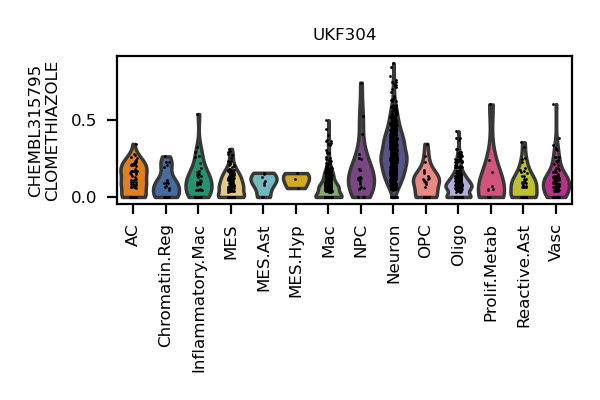 UKF304
CHEMBL315795
CLOMETHIAZOLE
0.5
0.0
AC
Chromatin.Reg
Inflammatory.Mac
MES
MES.Ast
MES.Hyp
Mac
NPC
Neuron
OPC
Oligo
Prolif.Metab
Reactive.Ast
Vasc